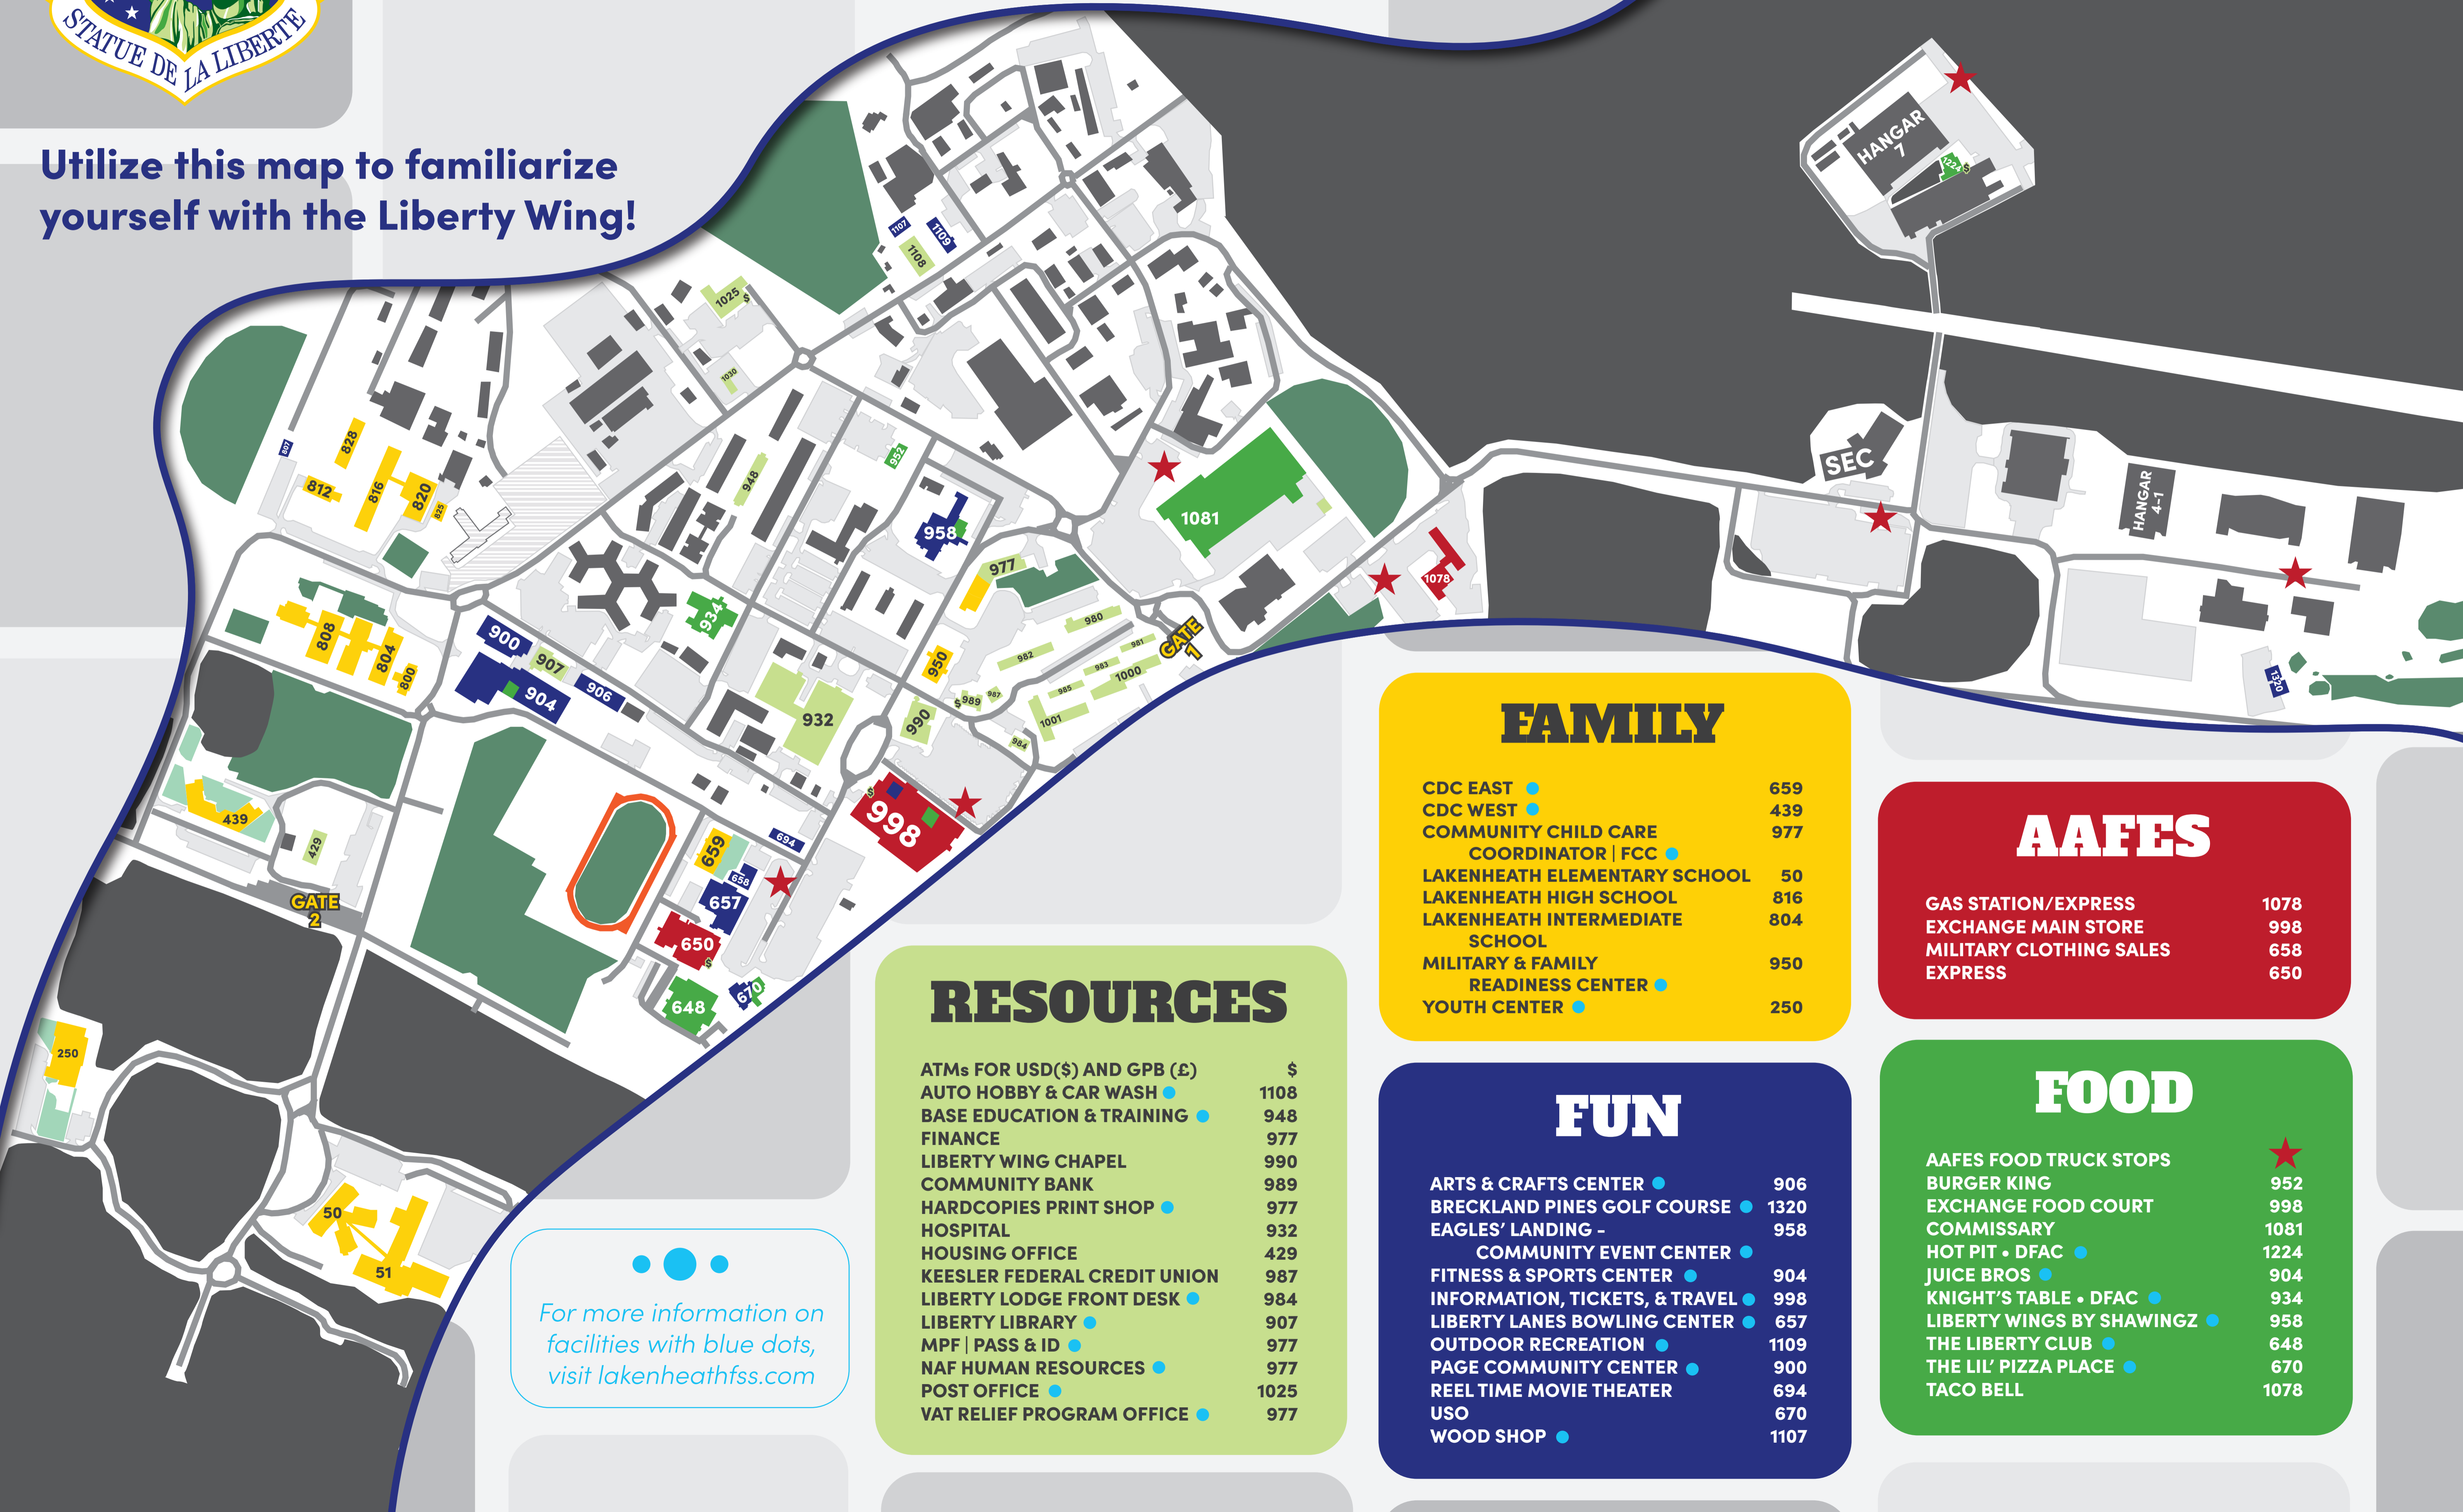 STATUE DE LA LIBERTÉ
Utilize this map to familiarize
yourself with the Liberty Wing!
HANGAR
7
1224
$
1107
1109
1108
1025
$
1030
807
828
812
816
820
825
948
952
958
1081
1078
SEC
HANGAR
4-1
1320
977
980
981
982
983
985
1000
1001
GATE
1
984
987
$989
990
950
934
932
900
907
904
906
808
804
800
439
429
GATE
2
$
998
694
659
658
657
650
$
648
670
250
50
51
FAMILY
CDC EAST 659
CDC WEST 439
COMMUNITY CHILD CARE 977
COORDINATOR | FCC
LAKENHEATH ELEMENTARY SCHOOL 50
LAKENHEATH HIGH SCHOOL 816
LAKENHEATH INTERMEDIATE 804
SCHOOL
MILITARY & FAMILY 950
READINESS CENTER
YOUTH CENTER 250
AAFES
GAS STATION/EXPRESS 1078
EXCHANGE MAIN STORE 998
MILITARY CLOTHING SALES 658
EXPRESS 650
RESOURCES
ATMs FOR USD($) AND GPB (£) $
AUTO HOBBY & CAR WASH 1108
BASE EDUCATION & TRAINING 948
FINANCE 977
LIBERTY WING CHAPEL 990
COMMUNITY BANK 989
HARDCOPIES PRINT SHOP 977
HOSPITAL 932
HOUSING OFFICE 429
KEESLER FEDERAL CREDIT UNION 987
LIBERTY LODGE FRONT DESK 984
LIBERTY LIBRARY 907
MPF | PASS & ID 977
NAF HUMAN RESOURCES 977
POST OFFICE 1025
VAT RELIEF PROGRAM OFFICE 977
FUN
ARTS & CRAFTS CENTER 906
BRECKLAND PINES GOLF COURSE 1320
EAGLES' LANDING - 958
COMMUNITY EVENT CENTER
FITNESS & SPORTS CENTER 904
INFORMATION, TICKETS, & TRAVEL 998
LIBERTY LANES BOWLING CENTER 657
OUTDOOR RECREATION 1109
PAGE COMMUNITY CENTER 900
REEL TIME MOVIE THEATER 694
USO 670
WOOD SHOP 1107
FOOD
AAFES FOOD TRUCK STOPS
BURGER KING 952
EXCHANGE FOOD COURT 998
COMMISSARY 1081
HOT PIT • DFAC 1224
JUICE BROS 904
KNIGHT'S TABLE • DFAC 934
LIBERTY WINGS BY SHAWINGZ 958
THE LIBERTY CLUB 648
THE LIL' PIZZA PLACE 670
TACO BELL 1078
For more information on
facilities with blue dots,
visit lakenheathfss.com